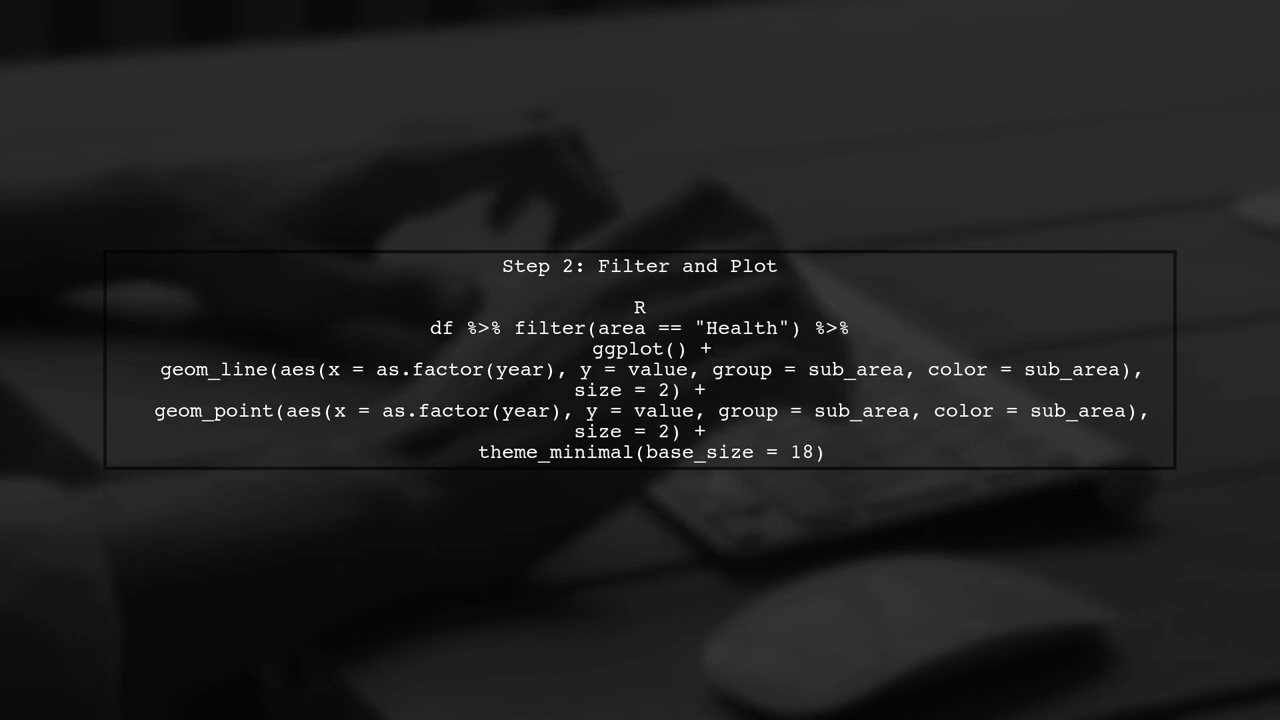 Step 2: Filter and Plot
R
df %>% filter(area == "Health") %>%
ggplot() +
geom_line(aes(x = as.factor(year), y = value, group = sub_area, color = sub_area),
size = 2) +
geom_point(aes(x = as.factor(year), y = value, group = sub_area, color = sub_area),
size = 2) +
theme_minimal(base_size = 18)